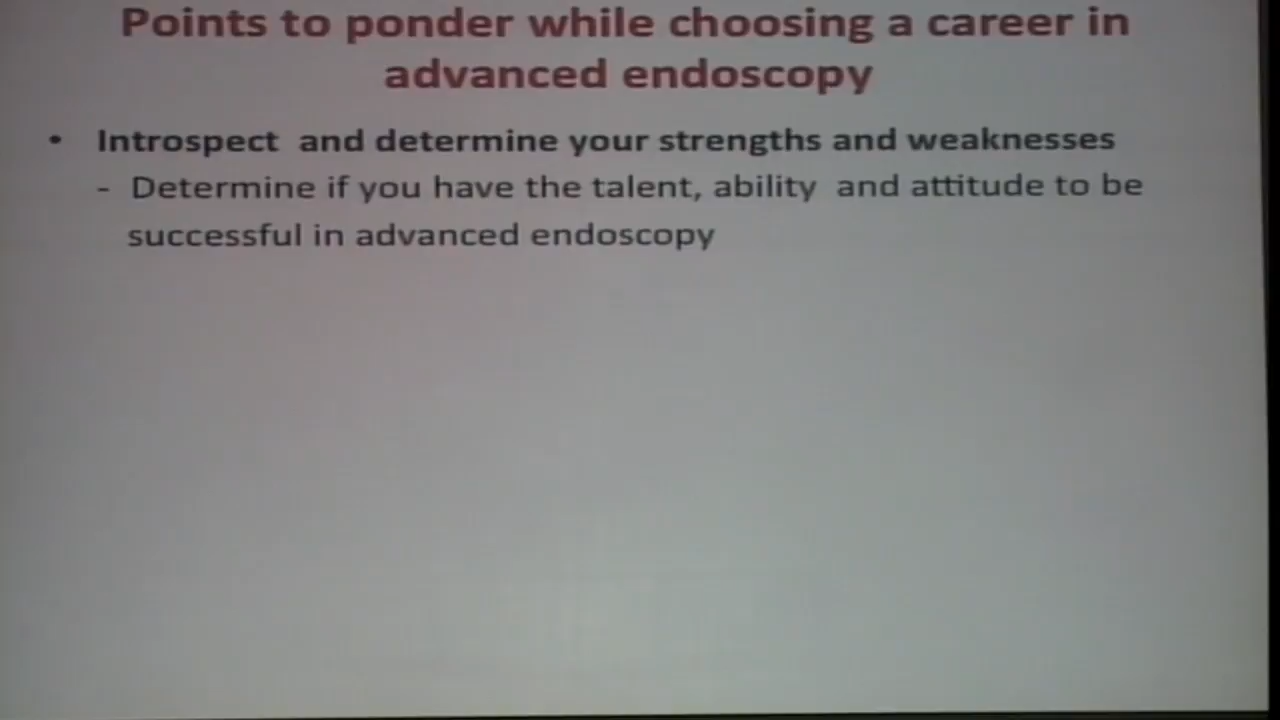 Points to ponder while choosing a career in
advanced endoscopy
• Introspect and determine your strengths and weaknesses
- Determine if you have the talent, ability and attitude to be
successful in advanced endoscopy